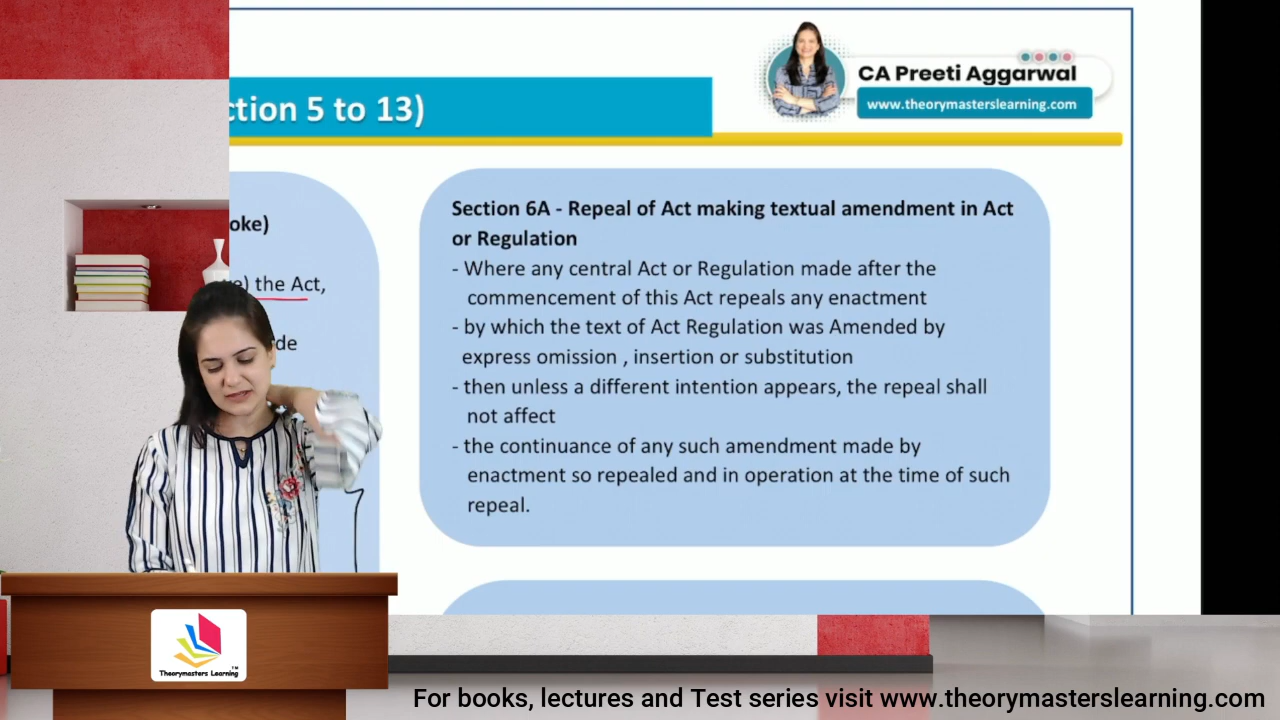 ction 5 to 13)
CA Preeti Aggarwal
www.theorymasterslearning.com
oke)
the Act,
de
Section 6A - Repeal of Act making textual amendment in Act
or Regulation
- Where any central Act or Regulation made after the
commencement of this Act repeals any enactment
- by which the text of Act Regulation was Amended by
express omission , insertion or substitution
- then unless a different intention appears, the repeal shall
not affect
- the continuance of any such amendment made by
enactment so repealed and in operation at the time of such
repeal.
Theorymasters Learning
TM
For books, lectures and Test series visit www.theorymasterslearning.com